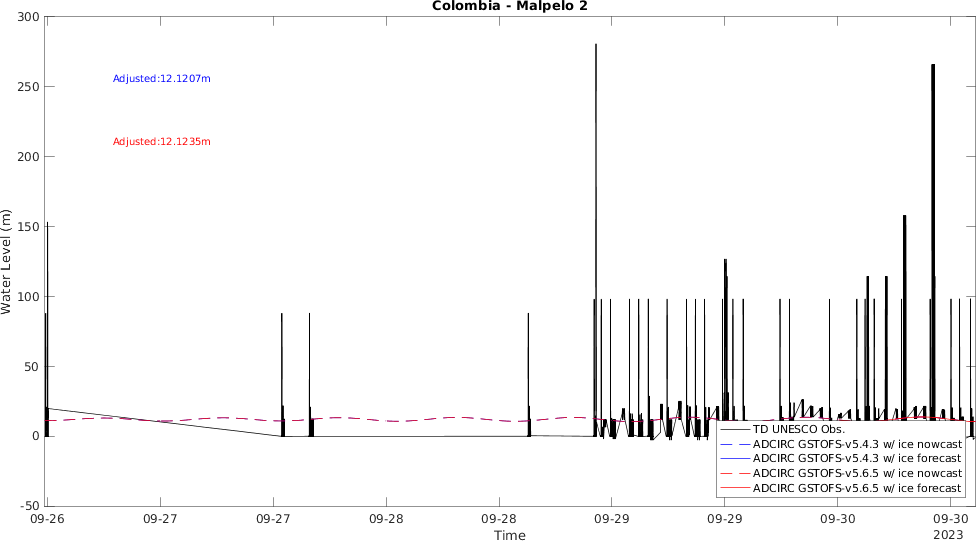 Colombia - Malpelo 2
300
250
200
150
100
50
0
-50
Water Level (m)
Adjusted:12.1207m
Adjusted:12.1235m
TD UNESCO Obs.
ADCIRC GSTOFS-v5.4.3 w/ ice nowcast
ADCIRC GSTOFS-v5.4.3 w/ ice forecast
ADCIRC GSTOFS-v5.6.5 w/ ice nowcast
ADCIRC GSTOFS-v5.6.5 w/ ice forecast
09-26 09-27 09-27 09-28 09-28 09-29 09-29 09-30 09-30
2023
Time